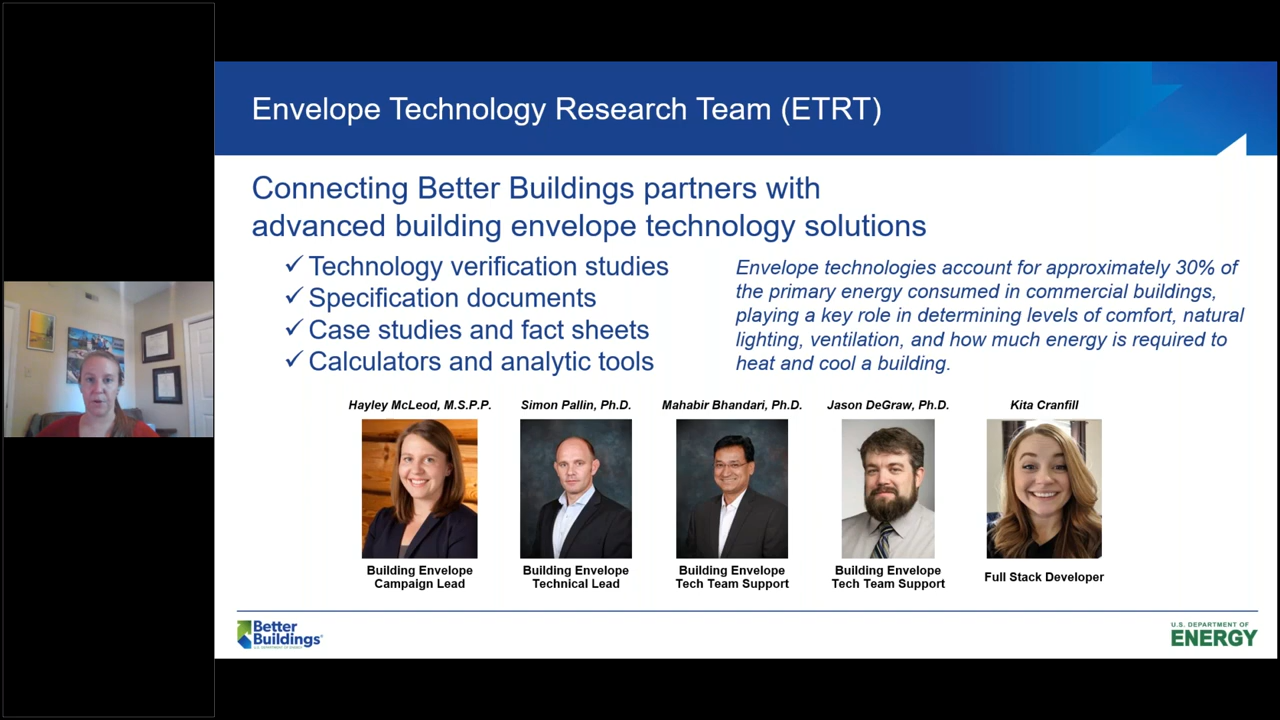 Envelope Technology Research Team (ETRT)
Connecting Better Buildings partners with
advanced building envelope technology solutions
✓ Technology verification studies
✓ Specification documents
✓ Case studies and fact sheets
✓ Calculators and analytic tools
Envelope technologies account for approximately 30% of
the primary energy consumed in commercial buildings,
playing a key role in determining levels of comfort, natural
lighting, ventilation, and how much energy is required to
heat and cool a building.
Hayley McLeod, M.S.P.P.
Building Envelope
Campaign Lead
Simon Pallin, Ph.D.
Building Envelope
Technical Lead
Mahabir Bhandari, Ph.D.
Building Envelope
Tech Team Support
Jason DeGraw, Ph.D.
Building Envelope
Tech Team Support
Kita Cranfill
Full Stack Developer
Better
Buildings
U.S. DEPARTMENT OF ENERGY
U.S. DEPARTMENT OF
ENERGY